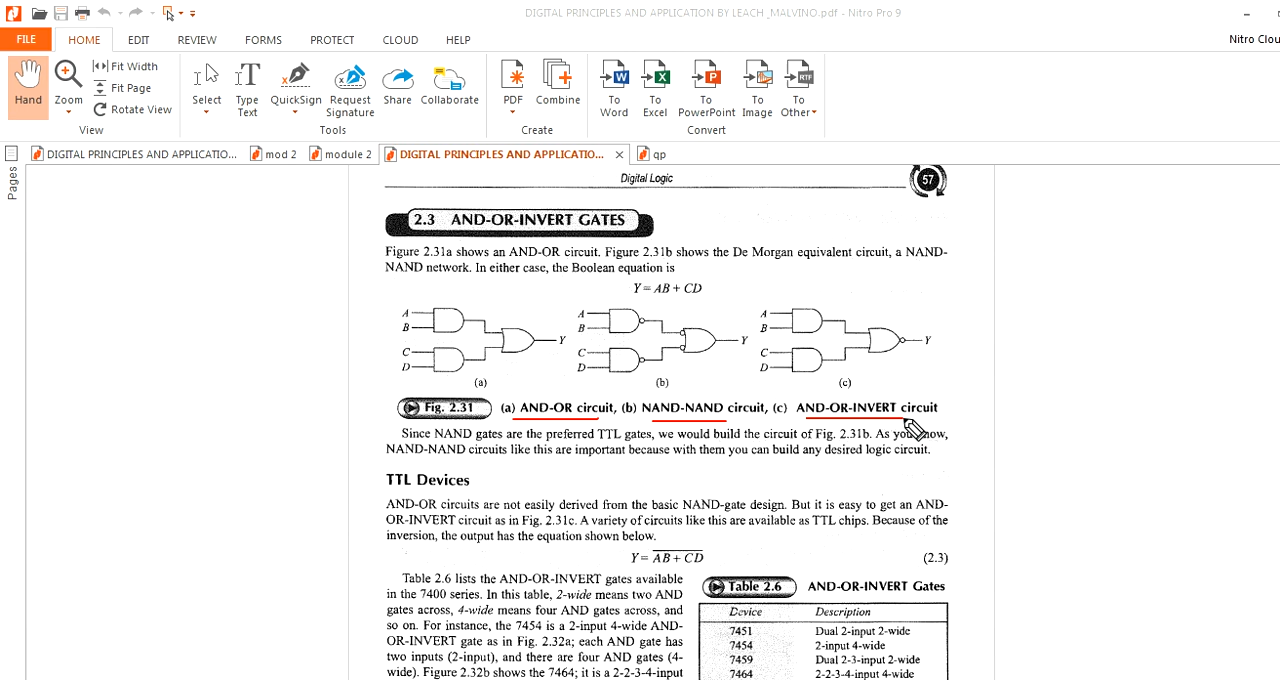 DIGITAL PRINCIPLES AND APPLICATION BY LEACH _MALVINO.pdf - Nitro Pro 9
FILE HOME EDIT REVIEW FORMS PROTECT CLOUD HELP Nitro Clou
Hand Zoom Fit Width Fit Page Rotate View Select Type Text QuickSign Request Signature Share Collaborate PDF Combine To Word To Excel To PowerPoint To Image To Other
View Tools Create Convert
DIGITAL PRINCIPLES AND APPLICATIO... mod 2 module 2 DIGITAL PRINCIPLES AND APPLICATIO... qp
Pages
Digital Logic 57
2.3 AND-OR-INVERT GATES
Figure 2.31a shows an AND-OR circuit. Figure 2.31b shows the De Morgan equivalent circuit, a NAND-
NAND network. In either case, the Boolean equation is
Y = AB + CD
A B C D Y A B C D Y A B C D Y
(a) (b) (c)
Fig. 2.31 (a) AND-OR circuit, (b) NAND-NAND circuit, (c) AND-OR-INVERT circuit
Since NAND gates are the preferred TTL gates, we would build the circuit of Fig. 2.31b. As you
NAND-NAND circuits like this are important because with them you can build any desired logic circuit.
TTL Devices
AND-OR circuits are not easily derived from the basic NAND-gate design. But it is easy to get an AND-
OR-INVERT circuit as in Fig. 2.31c. A variety of circuits like this are available as TTL chips. Because of the
inversion, the output has the equation shown below.
Y = A̅B̅ ̅+̅ ̅C̅D̅ (2.3)
Table 2.6 lists the AND-OR-INVERT gates available
in the 7400 series. In this table, 2-wide means two AND
gates across, 4-wide means four AND gates across, and
so on. For instance, the 7454 is a 2-input 4-wide AND-
OR-INVERT gate as in Fig. 2.32a; each AND gate has
two inputs (2-input), and there are four AND gates (4-
wide). Figure 2.32b shows the 7464; it is a 2-2-3-4-input
Table 2.6 AND-OR-INVERT Gates
Device Description
7451 Dual 2-input 2-wide
7454 2-input 4-wide
7459 Dual 2-3-input 2-wide
7464 2-2-3-4-input 4-wide